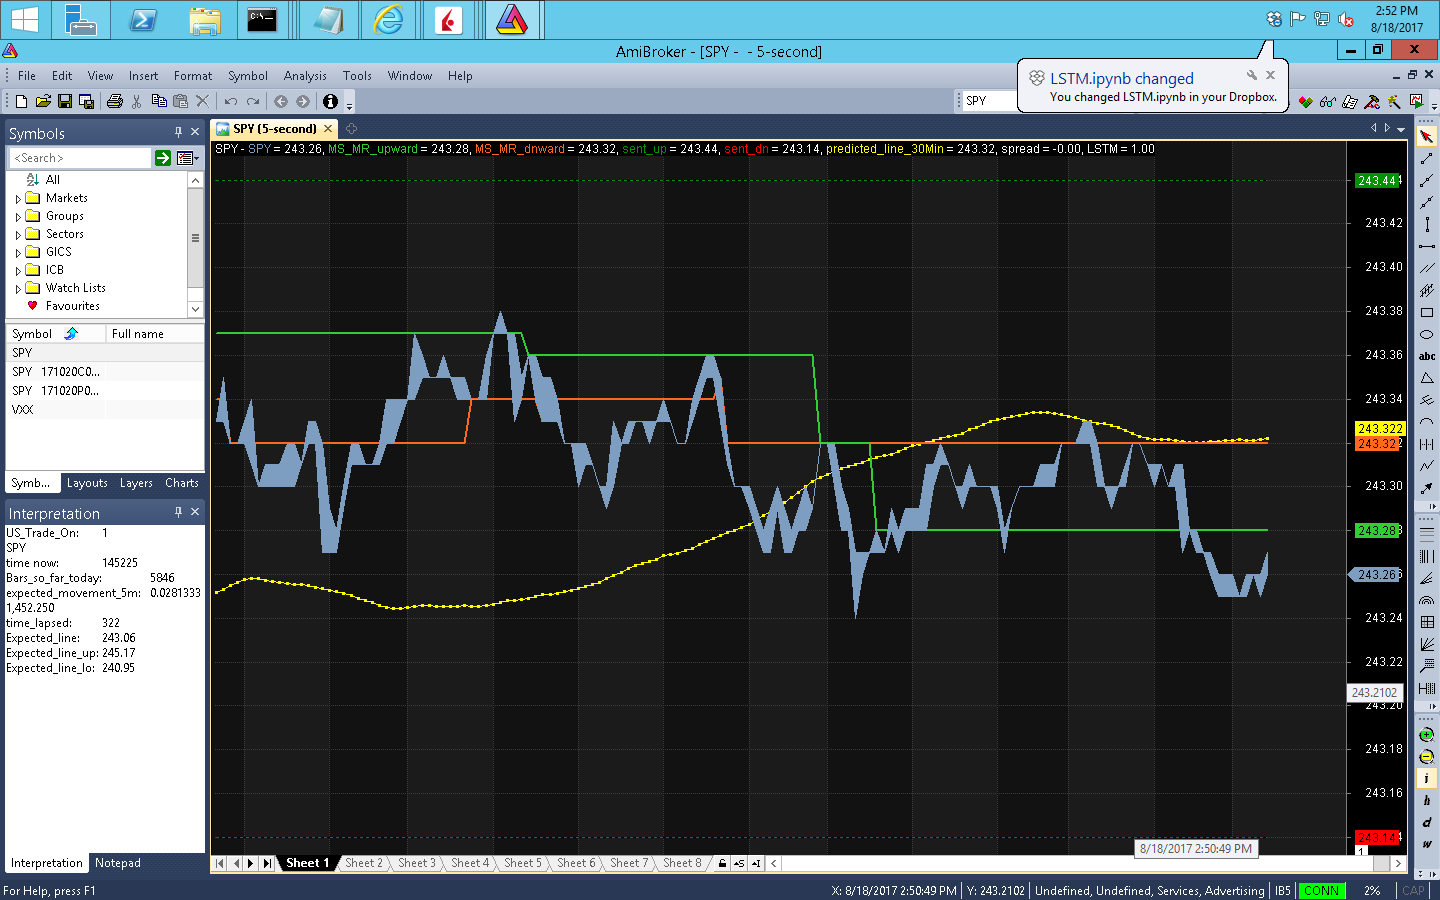 C:\_
2:52 PM
8/18/2017
AmiBroker - [SPY - - 5-second]
File Edit View Insert Format Symbol Analysis Tools Window Help
LSTM.ipynb changed
You changed LSTM.ipynb in your Dropbox.
SPY
Symbols
SPY (5-second)
<Search>
SPY - SPY = 243.26, MS_MR_upward = 243.28, MS_MR_dnward = 243.32, sent_up = 243.44, sent_dn = 243.14, predicted_line_30Min = 243.32, spread = -0.00, LSTM = 1.00
All
Markets
Groups
Sectors
GICS
ICB
Watch Lists
Favourites
Symbol Full name
SPY
SPY 171020C0...
SPY 171020P0...
VXX
Symb... Layouts Layers Charts
Interpretation
US_Trade_On: 1
SPY
time now: 145225
Bars_so_far_today: 5846
expected_movement_5m: 0.0281333
1,452.250
time_lapsed: 322
Expected_line: 243.06
Expected_line_up: 245.17
Expected_line_lo: 240.95
Interpretation Notepad
243.44
243.42
243.40
243.38
243.36
243.34
243.322
243.32
243.30
243.28
243.26
243.24
243.22
243.2102
243.20
243.18
243.16
243.14
1
abc
i
h
d
w
8/18/2017 2:50:49 PM
Sheet 1 Sheet 2 Sheet 3 Sheet 4 Sheet 5 Sheet 6 Sheet 7 Sheet 8
For Help, press F1
X: 8/18/2017 2:50:49 PM Y: 243.2102 Undefined, Undefined, Services, Advertising IB5 CONN 2% CAP